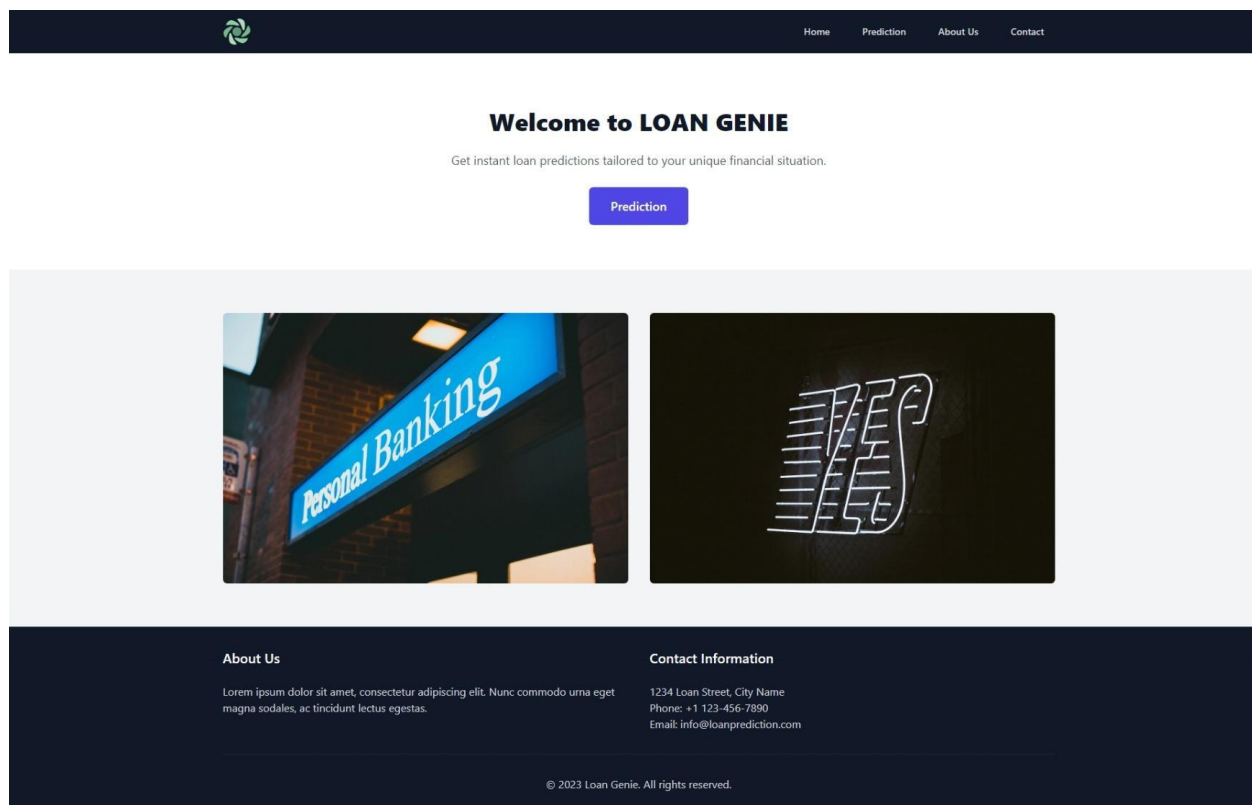 Home Prediction About Us Contact
Welcome to LOAN GENIE
Get instant loan predictions tailored to your unique financial situation.
Prediction
Personal Banking
YES
About Us
Lorem ipsum dolor sit amet, consectetur adipiscing elit. Nunc commodo urna eget
magna sodales, ac tincidunt lectus egestas.
Contact Information
1234 Loan Street, City Name
Phone: +1 123-456-7890
Email: info@loanprediction.com
© 2023 Loan Genie. All rights reserved.